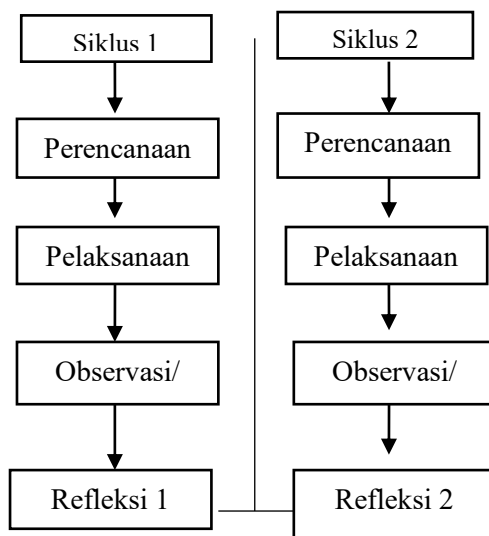 Siklus 1
Perencanaan
Pelaksanaan
Observasi/
Refleksi 1
Siklus 2
Perencanaan
Pelaksanaan
Observasi/
Refleksi 2